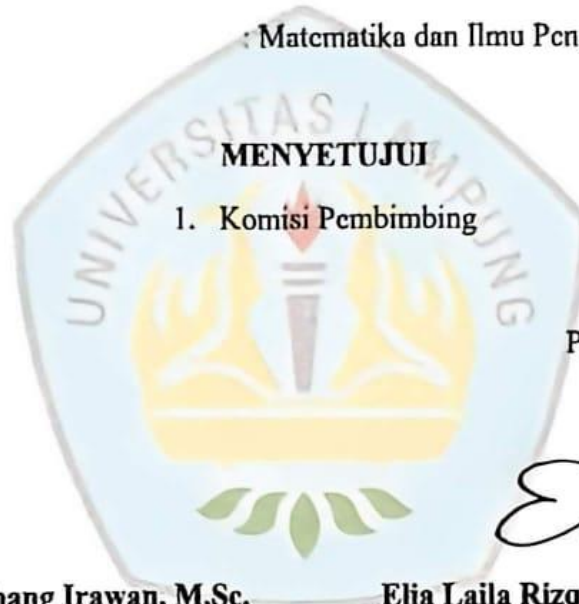 : Matematika dan Ilmu Pen
UNIVERSITAS LAMPUNG
MENYETUJUI
1. Komisi Pembimbing
P
bang Irawan, M.Sc.
Elia Laila Rizq